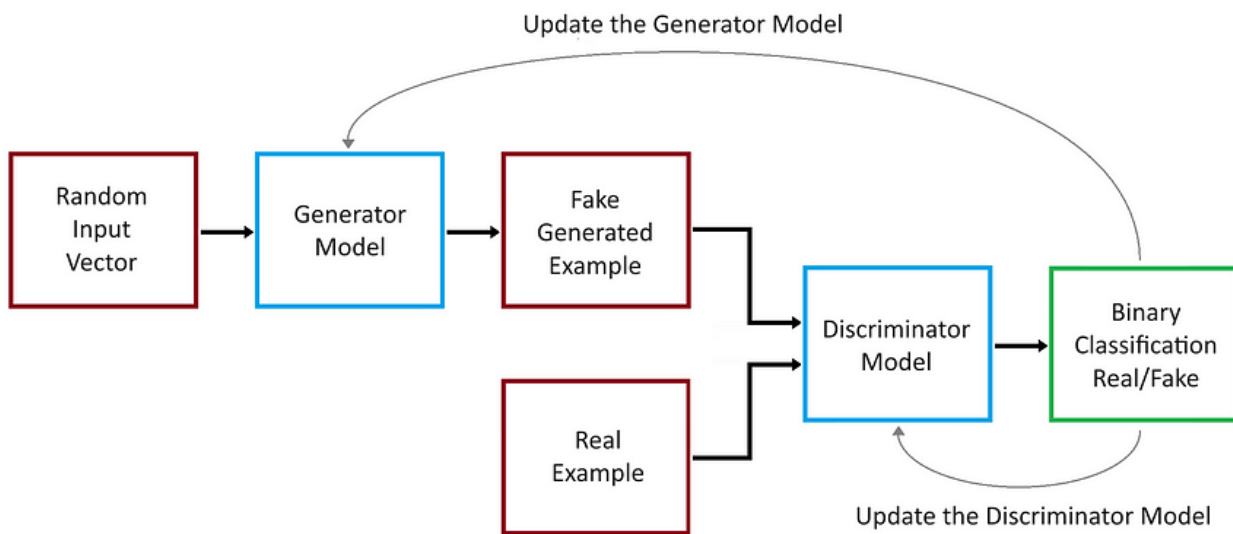 Update the Generator Model
Random
Input
Vector
Generator
Model
Fake
Generated
Example
Real
Example
Discriminator
Model
Binary
Classification
Real/Fake
Update the Discriminator Model